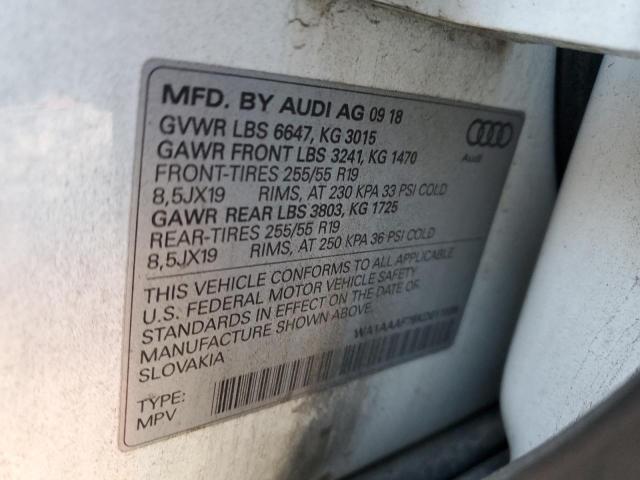 MFD. BY AUDI AG 09 18
GVWR LBS 6647, KG 3015
GAWR FRONT LBS 3241, KG 1470
FRONT-TIRES 255/55 R19
8,5JX19 RIMS, AT 230 KPA 33 PSI COLD
GAWR REAR LBS 3803, KG 1725
REAR-TIRES 255/55 R19
8,5JX19 RIMS, AT 250 KPA 36 PSI COLD
Audi
THIS VEHICLE CONFORMS TO ALL APPLICABLE
U.S. FEDERAL MOTOR VEHICLE SAFETY
STANDARDS IN EFFECT ON THE DATE OF
MANUFACTURE SHOWN ABOVE.
SLOVAKIA
TYPE:
MPV